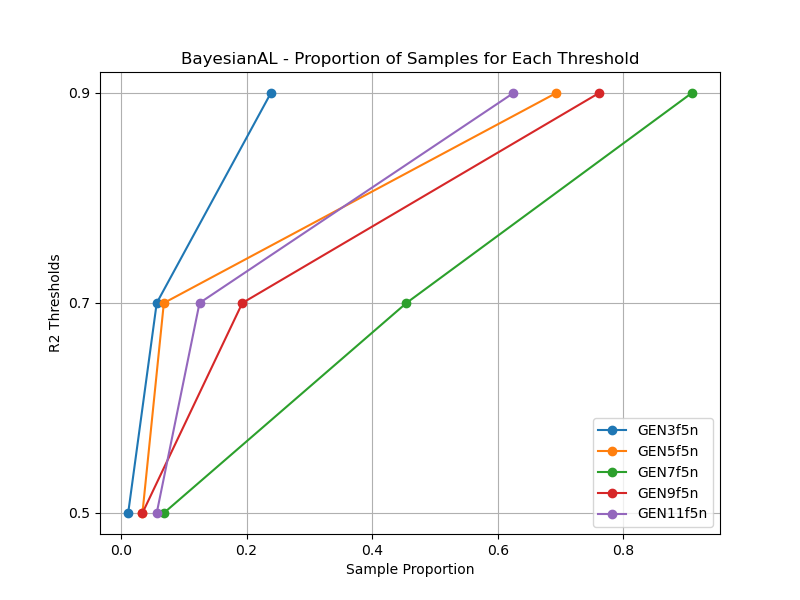 BayesianAL - Proportion of Samples for Each Threshold
R2 Thresholds
0.9
0.7
0.5
0.0 0.2 0.4 0.6 0.8
Sample Proportion
GEN3f5n
GEN5f5n
GEN7f5n
GEN9f5n
GEN11f5n